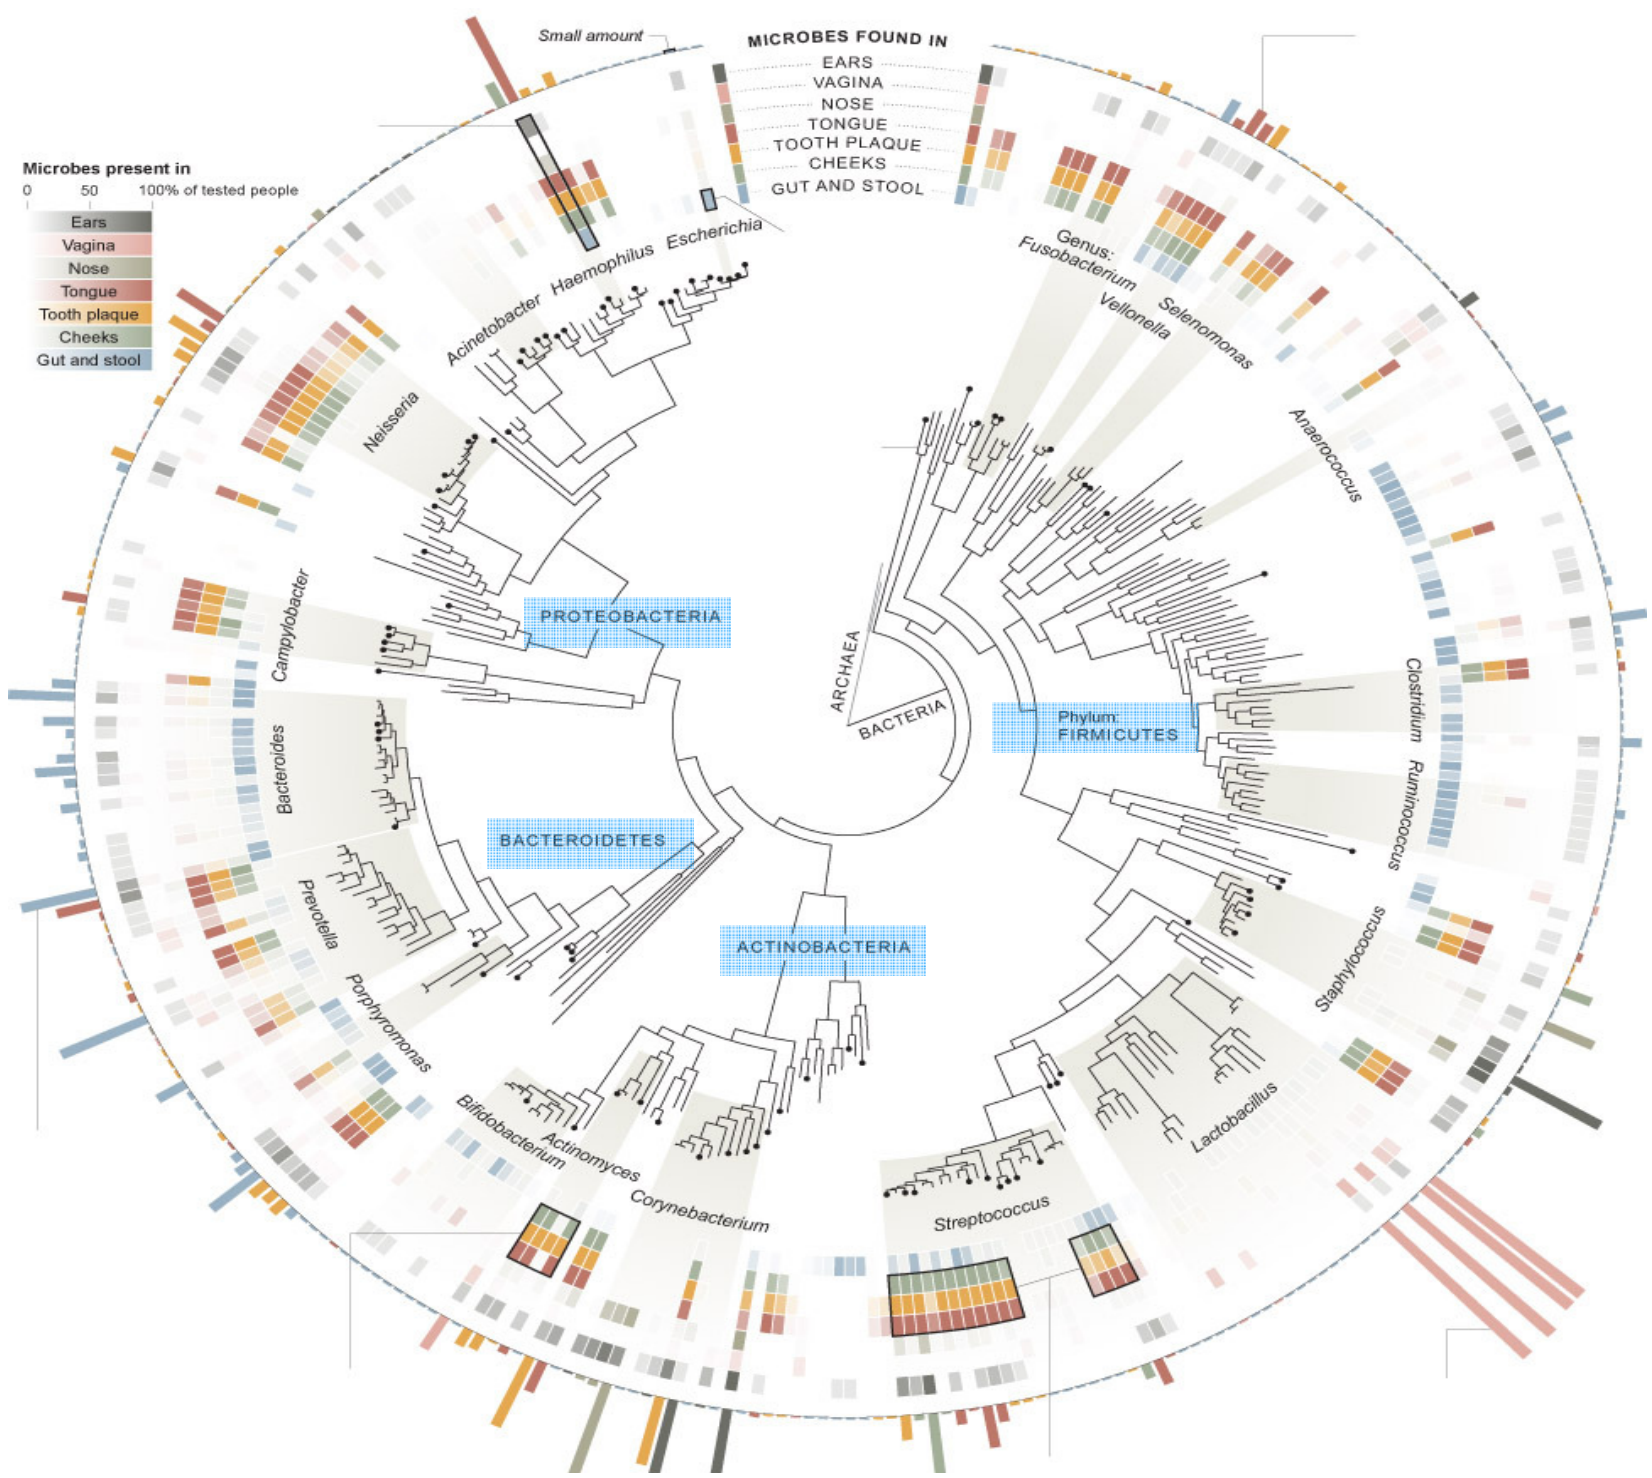 Small amount
MICROBES FOUND IN
EARS
VAGINA
NOSE
TONGUE
TOOTH PLAQUE
CHEEKS
GUT AND STOOL
Microbes present in
0 50 100% of tested people
Ears
Vagina
Nose
Tongue
Tooth plaque
Cheeks
Gut and stool
Escherichia
Haemophilus
Acinetobacter
Neisseria
Campylobacter
Bacteroides
Prevotella
Porphyromonas
Bifidobacterium
Actinomyces
Corynebacterium
Streptococcus
Lactobacillus
Staphylococcus
Ruminococcus
Clostridium
Anaerococcus
Selenomonas
Vellonella
Genus:
Fusobacterium
PROTEOBACTERIA
ARCHAEA
BACTERIA
Phylum:
FIRMICUTES
BACTEROIDETES
ACTINOBACTERIA